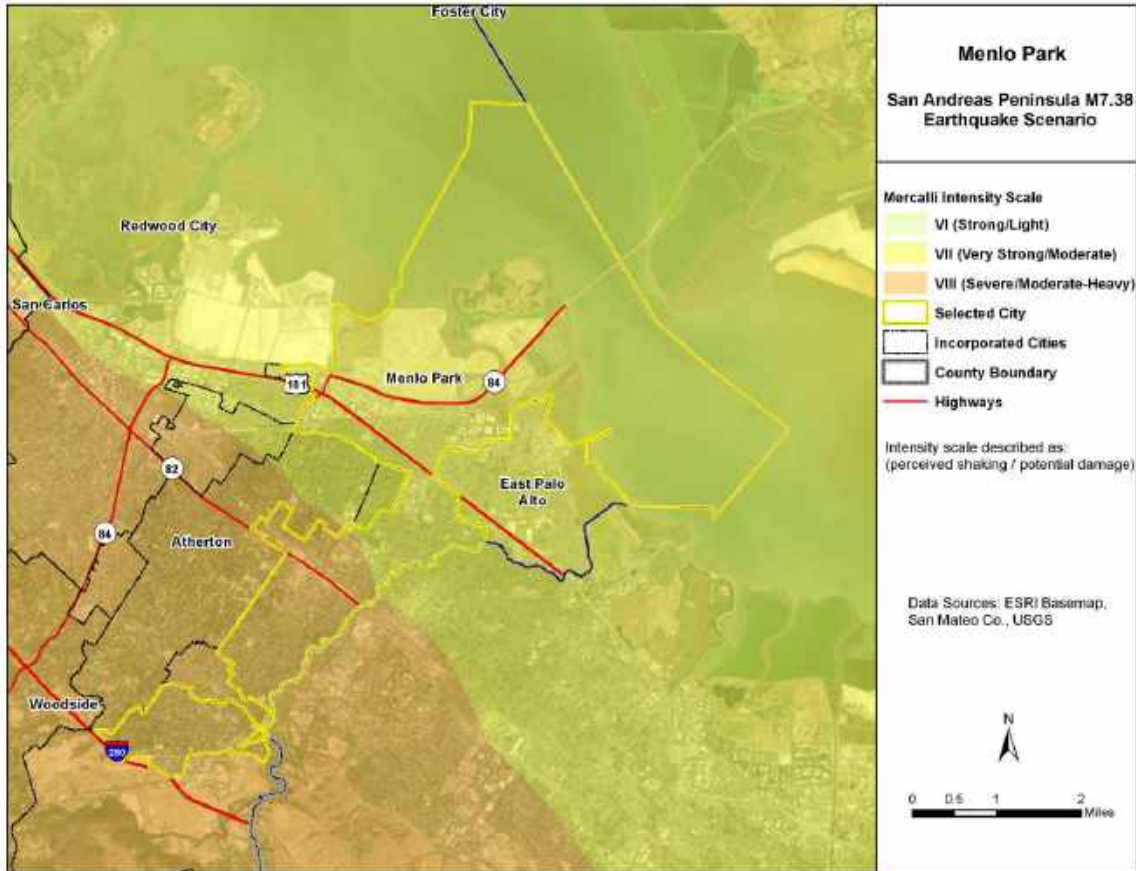 Foster City
Redwood City
San Carlos
101
Menlo Park
84
82
East Palo
Alto
84
Atherton
Woodside
280
Menlo Park
San Andreas Peninsula M7.38
Earthquake Scenario
Mercalli Intensity Scale
VI (Strong/Light)
VII (Very Strong/Moderate)
VIII (Severe/Moderate-Heavy)
Selected City
Incorporated Cities
County Boundary
Highways
Intensity scale described as:
(perceived shaking / potential damage)
Data Sources: ESRI Basemap,
San Mateo Co., USGS
N
0 0.5 1 2
Miles